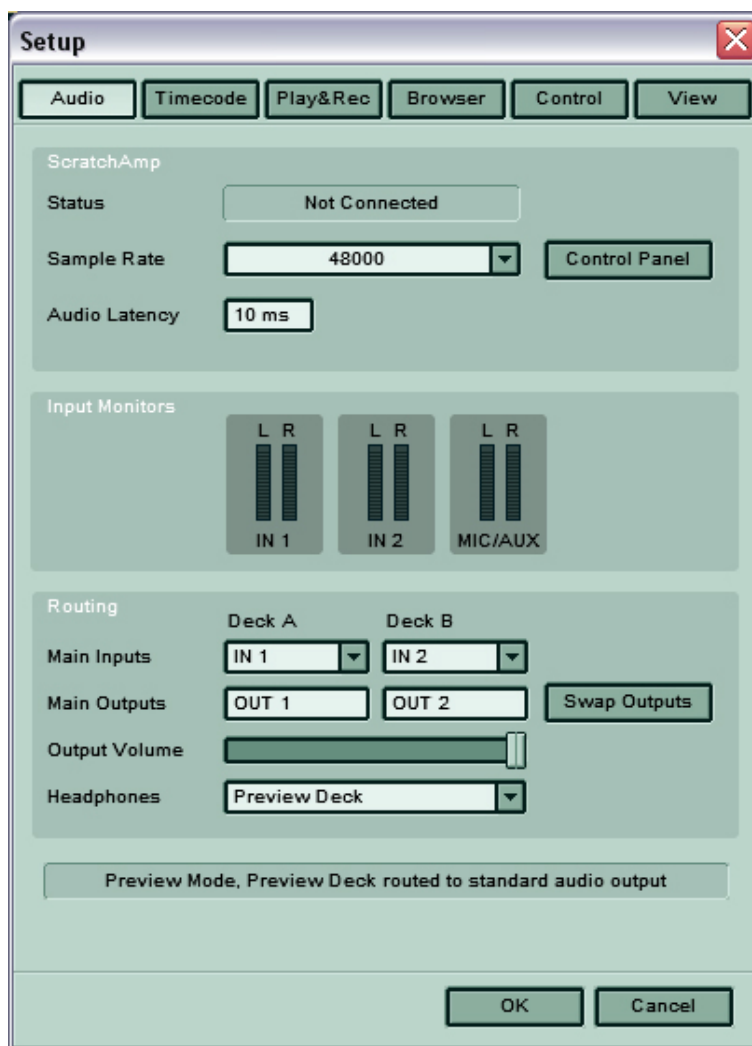 Setup
Audio Timecode Play&Rec Browser Control View
ScratchAmp
Status Not Connected
Sample Rate 48000 Control Panel
Audio Latency 10 ms
Input Monitors
L R L R L R
IN 1 IN 2 MIC/AUX
Routing
Deck A Deck B
Main Inputs IN 1 IN 2
Main Outputs OUT 1 OUT 2 Swap Outputs
Output Volume
Headphones Preview Deck
Preview Mode, Preview Deck routed to standard audio output
OK Cancel